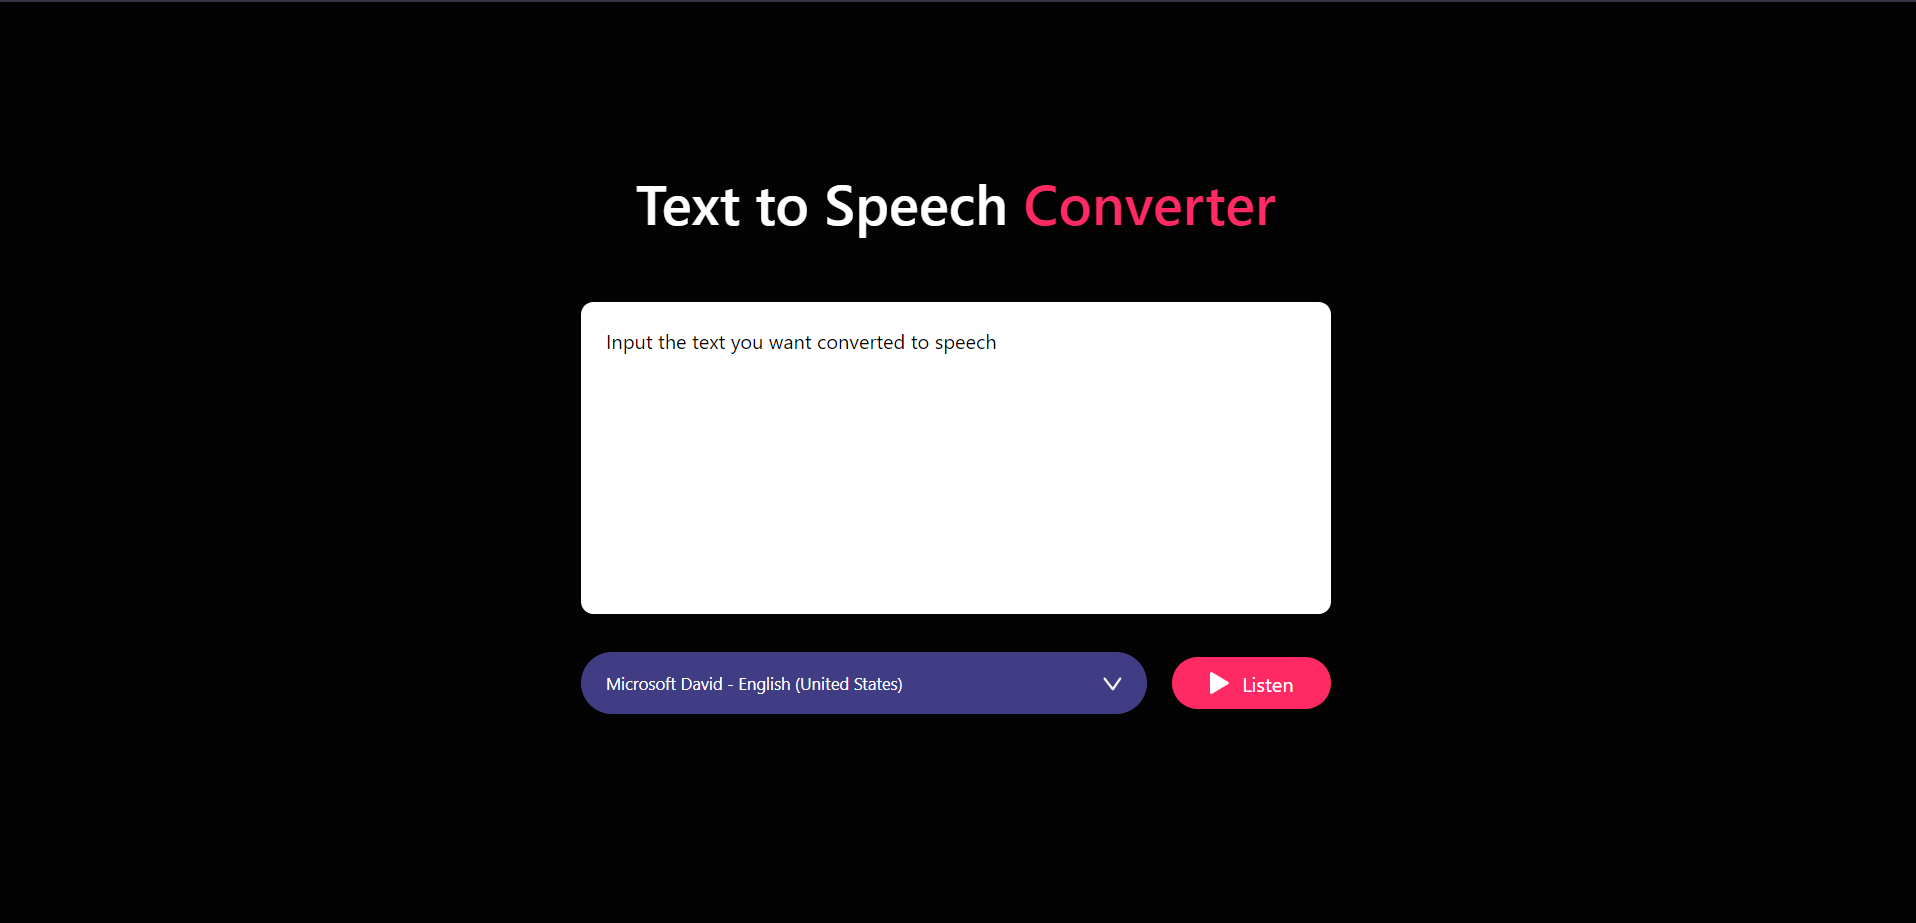 Text to Speech Converter
Input the text you want converted to speech
Microsoft David - English (United States)
Listen